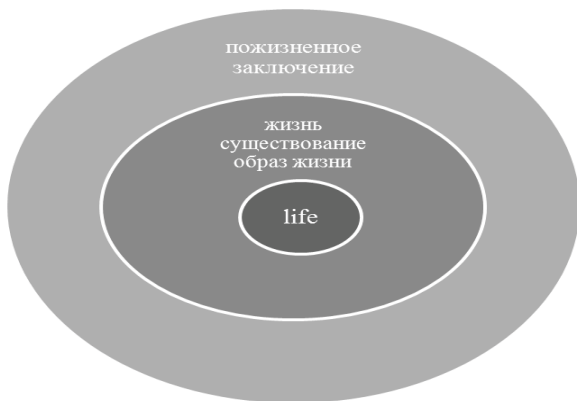 пожизненное
заключение
жизнь
существование
образ жизни
life